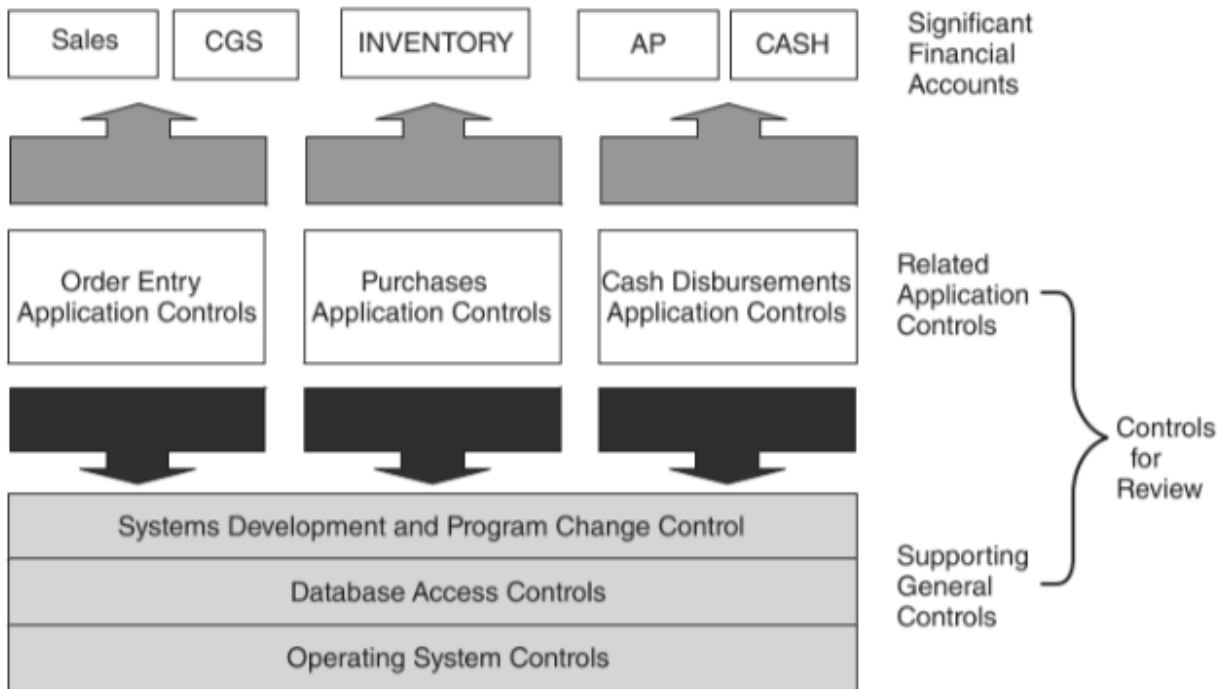 Sales
CGS
INVENTORY
AP
CASH
Significant
Financial
Accounts
Order Entry
Application Controls
Purchases
Application Controls
Cash Disbursements
Application Controls
Related
Application
Controls
Controls
for
Review
Systems Development and Program Change Control
Database Access Controls
Operating System Controls
Supporting
General
Controls